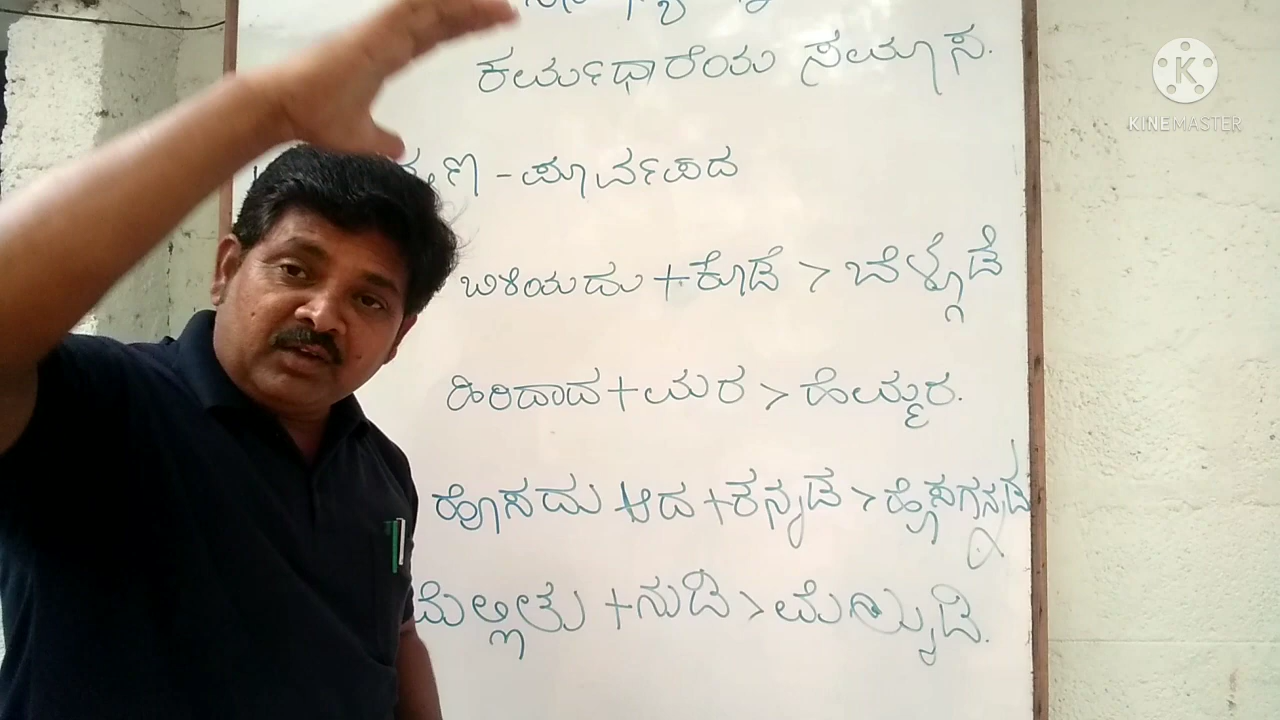 ಕರ್ಮಧಾರೆಯ ಸಮಾಸ.
- ಪೂರ್ವಪದ
ಬಿಳಿಯದು + ಕೊಡೆ > ಬೆಳ್ಗೊಡೆ
ಹಿರಿದಾದ + ಮರ > ಹೆಮ್ಮರ.
ಹೊಸದು ಆದ + ಕನ್ನಡ > ಹೊಸಗನ್ನಡ
ಮೆಲ್ಲಿತು + ನುಡಿ > ಮೆಲ್ನುಡಿ.
KINEMASTER